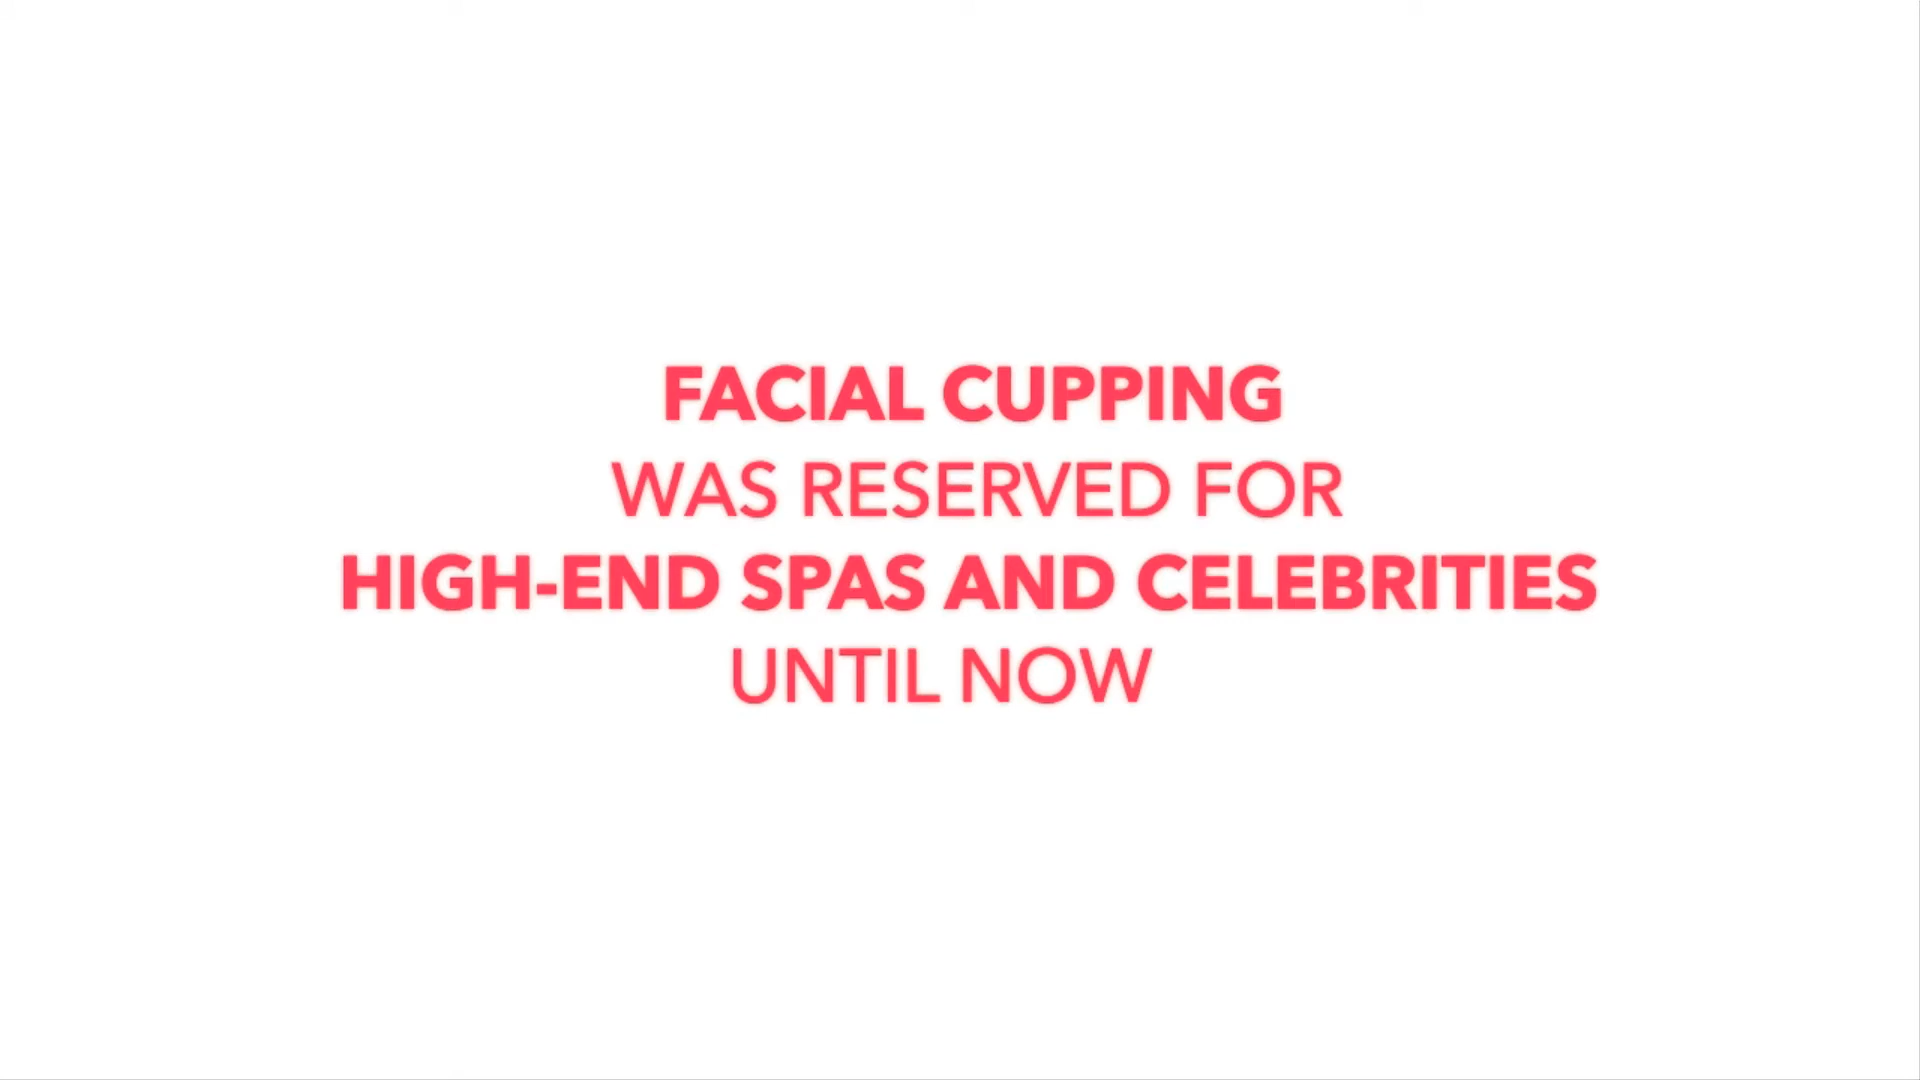 FACIAL CUPPING
WAS RESERVED FOR
HIGH-END SPAS AND CELEBRITIES
UNTIL NOW